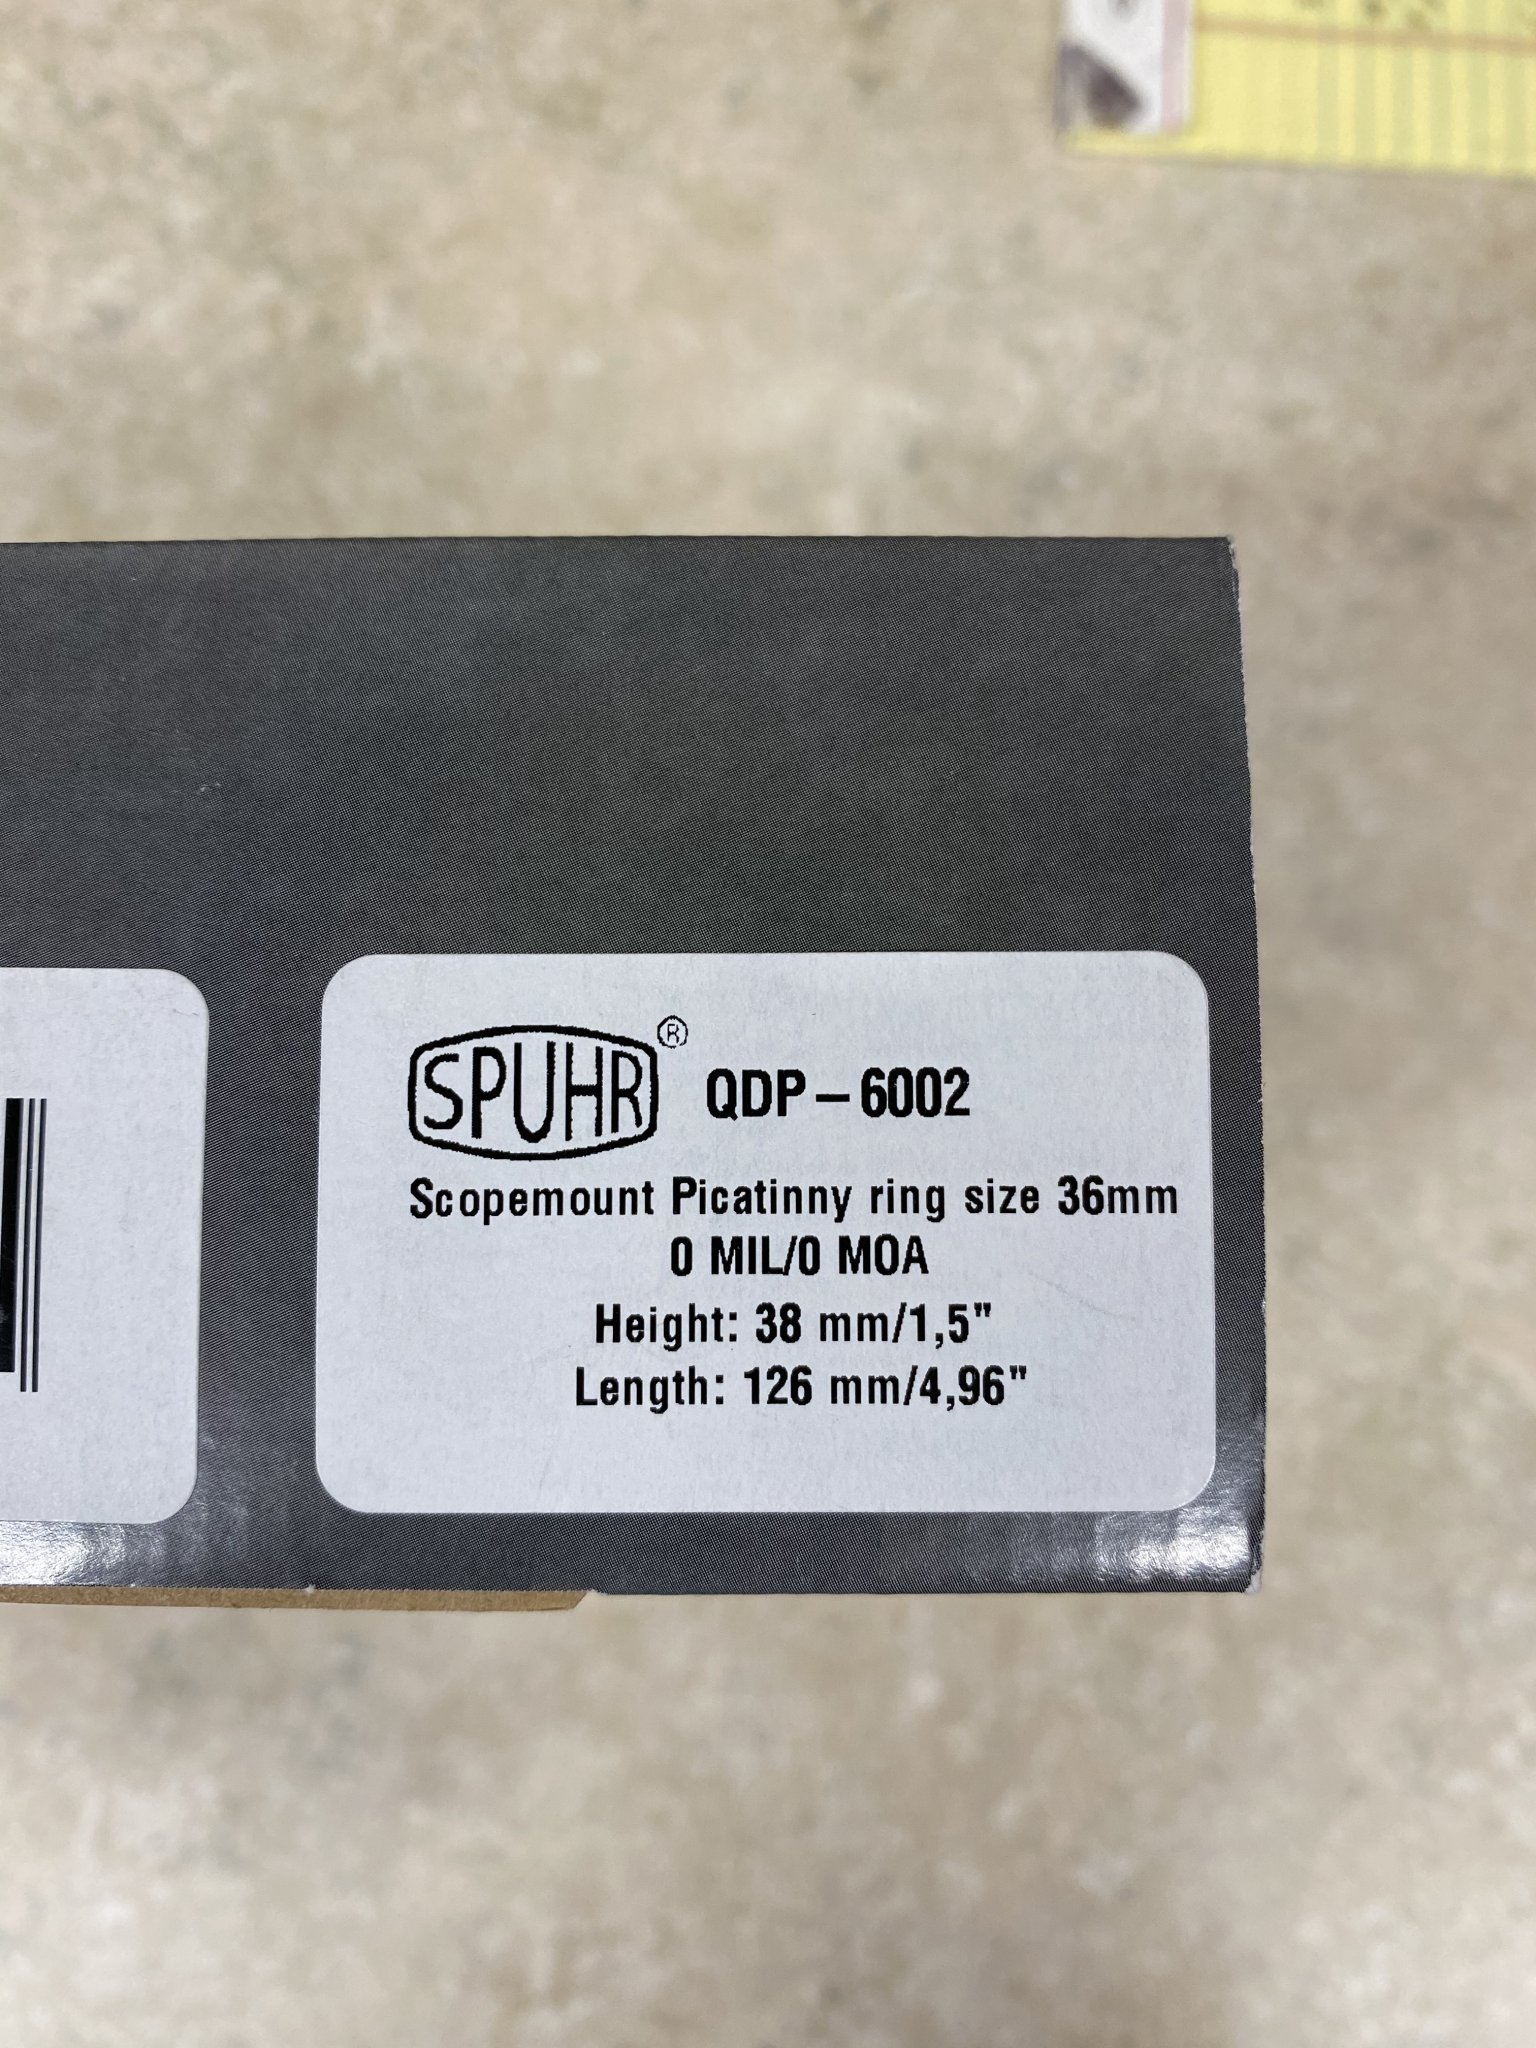 SPUHR® QDP-6002
Scopemount Picatinny ring size 36mm
0 MIL/0 MOA
Height: 38 mm/1,5"
Length: 126 mm/4,96"